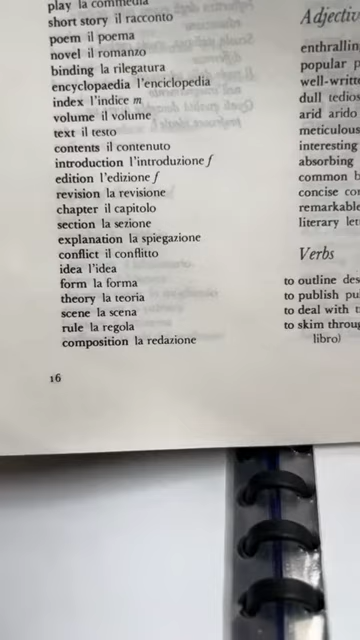 play la commedia
short story il racconto
poem il poema
novel il romanzo
binding la rilegatura
encyclopaedia l'enciclopedia
index l'indice m
volume il volume
text il testo
contents il contenuto
introduction l'introduzione f
edition l'edizione f
revision la revisione
chapter il capitolo
section la sezione
explanation la spiegazione
conflict il conflitto
idea l'idea
form la forma
theory la teoria
scene la scena
rule la regola
composition la redazione
16
Adjectiv
enthrallin
popular p
well-writte
dull tedios
arid arido
meticulous
interesting
absorbing
common b
concise con
remarkable
literary let
Verbs
to outline des
to publish pu
to deal with t
to skim throug
libro)